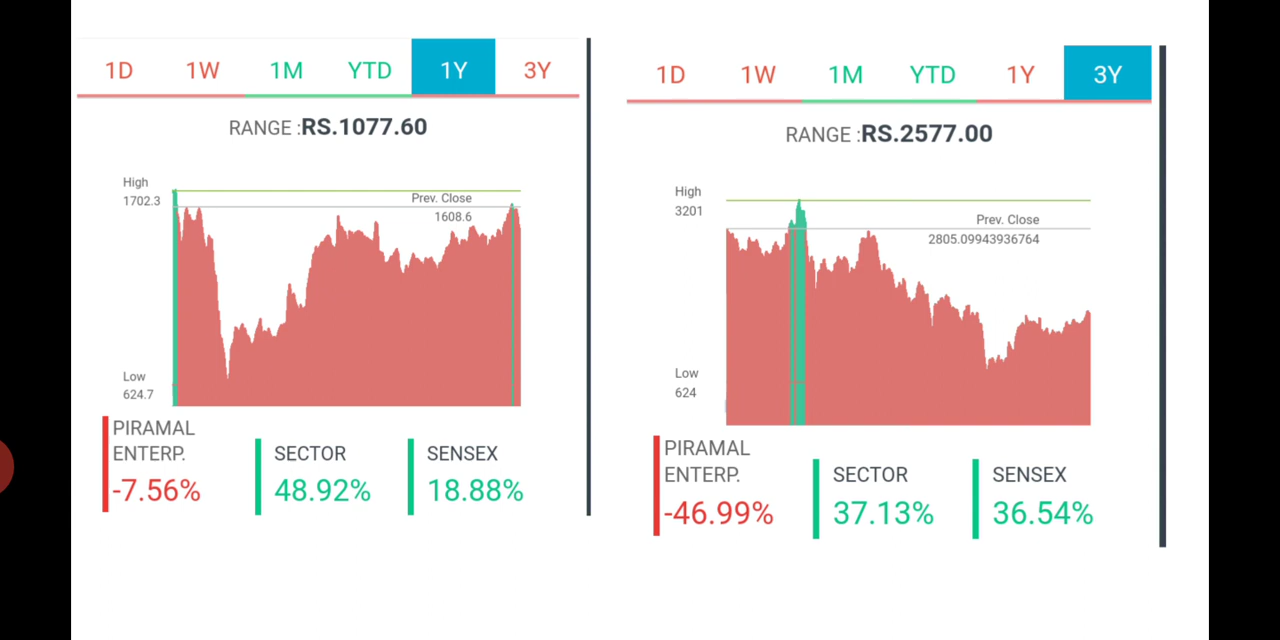 1D 1W 1M YTD 1Y 3Y
RANGE :RS.1077.60
High
1702.3
Prev. Close
1608.6
Low
624.7
PIRAMAL
ENTERP.
-7.56%
SECTOR
48.92%
SENSEX
18.88%
1D 1W 1M YTD 1Y 3Y
RANGE :RS.2577.00
High
3201
Prev. Close
2805.09943936764
Low
624
PIRAMAL
ENTERP.
-46.99%
SECTOR
37.13%
SENSEX
36.54%